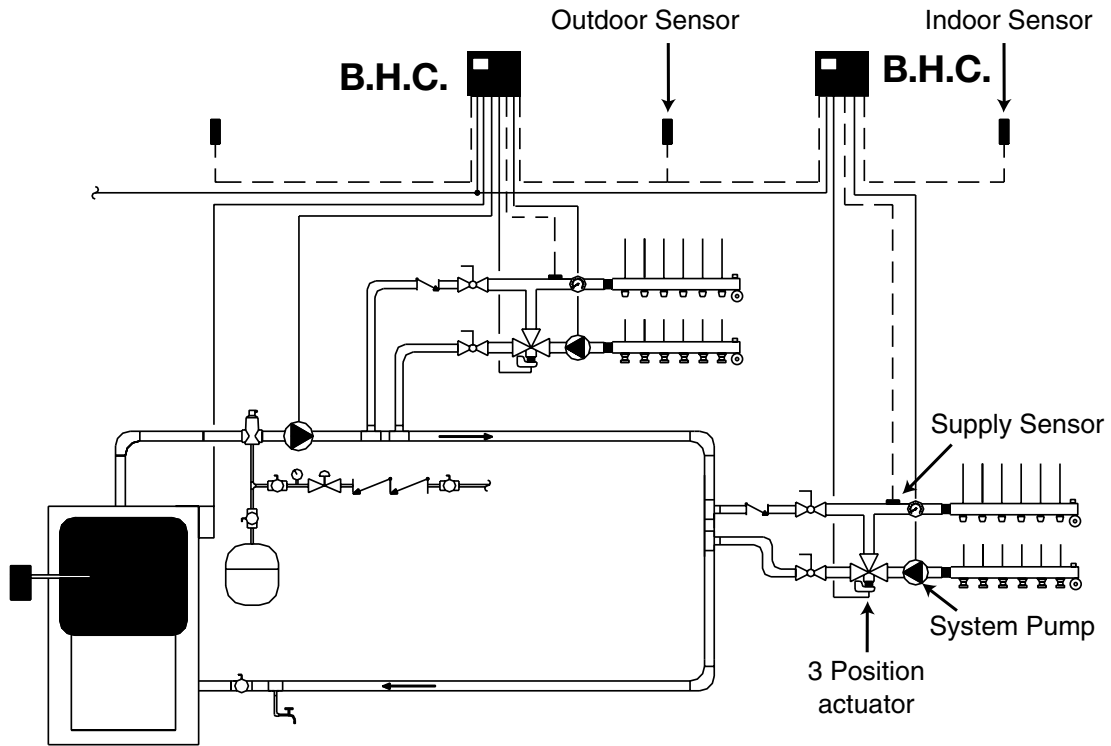 Outdoor Sensor
Indoor Sensor
B.H.C.
B.H.C.
Supply Sensor
System Pump
3 Position
actuator